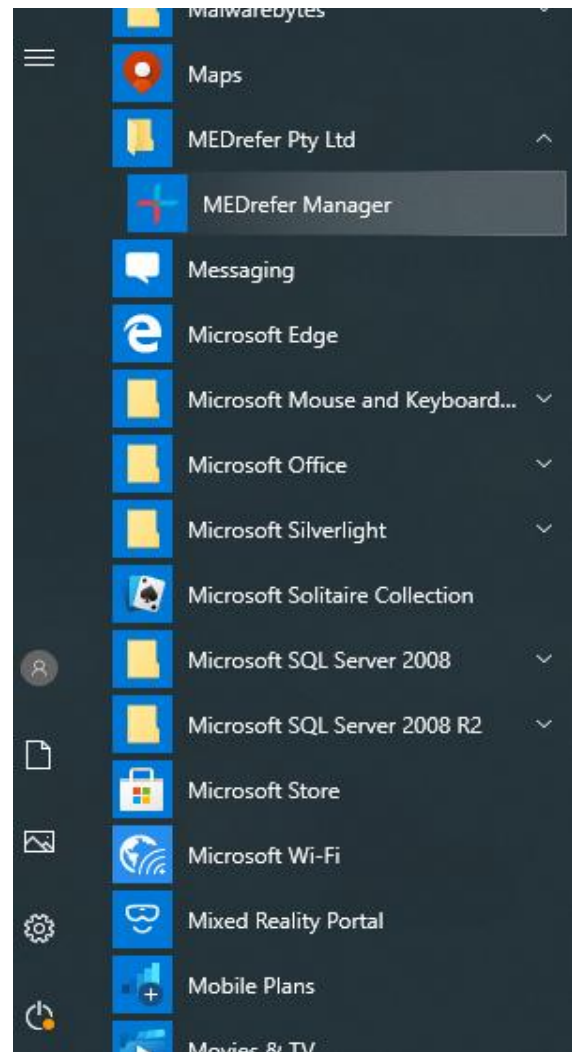 Malwarebytes
Maps
MEDrefer Pty Ltd
MEDrefer Manager
Messaging
Microsoft Edge
Microsoft Mouse and Keyboard...
Microsoft Office
Microsoft Silverlight
Microsoft Solitaire Collection
Microsoft SQL Server 2008
Microsoft SQL Server 2008 R2
Microsoft Store
Microsoft Wi-Fi
Mixed Reality Portal
Mobile Plans
Movies & TV